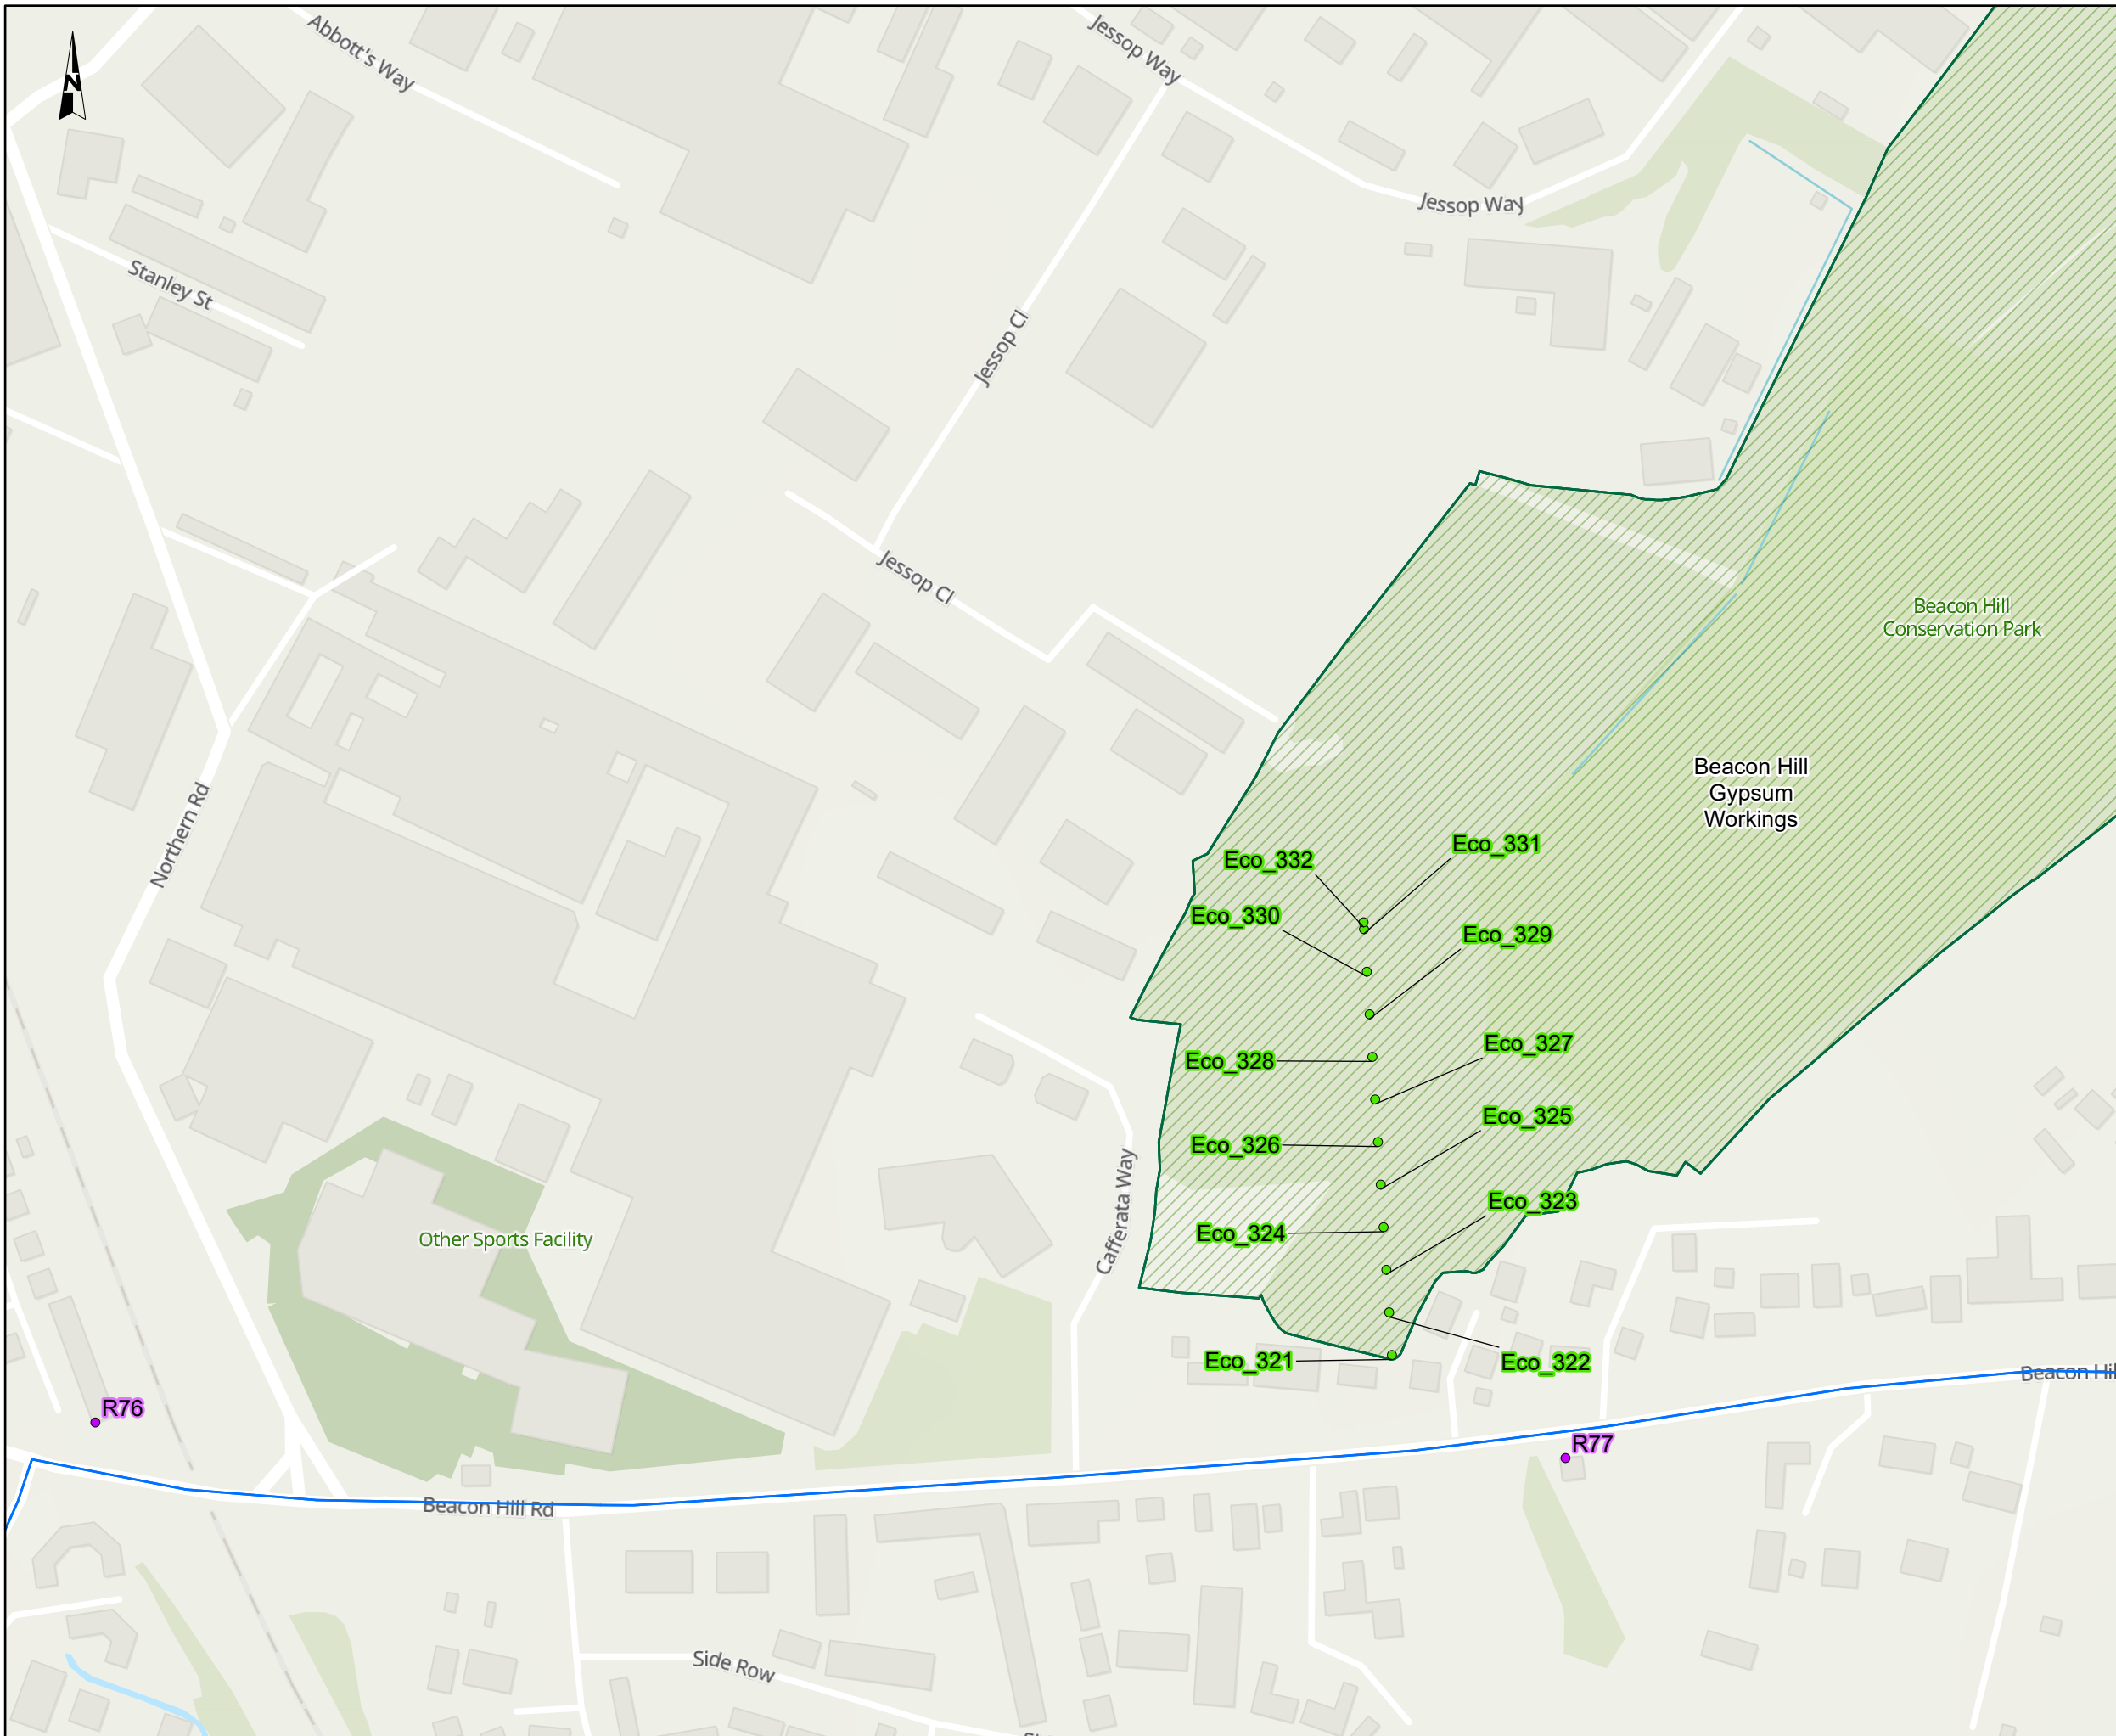 Abbott's Way
Jessop Way
N
Jessop Way
Stanley St
Jessop Cl
Jessop Cl
Beacon Hill
Conservation Park
Northern Rd
Beacon Hill
Gypsum
Workings
Eco_331
Eco_332
Eco_330
Eco_329
Eco_327
Eco_328
Eco_325
Eco_326
Eco_323
Eco_324
Cafferata Way
Other Sports Facility
Eco_321
Eco_322
Beacon Hil
R76
R77
Beacon Hill Rd
Side Row